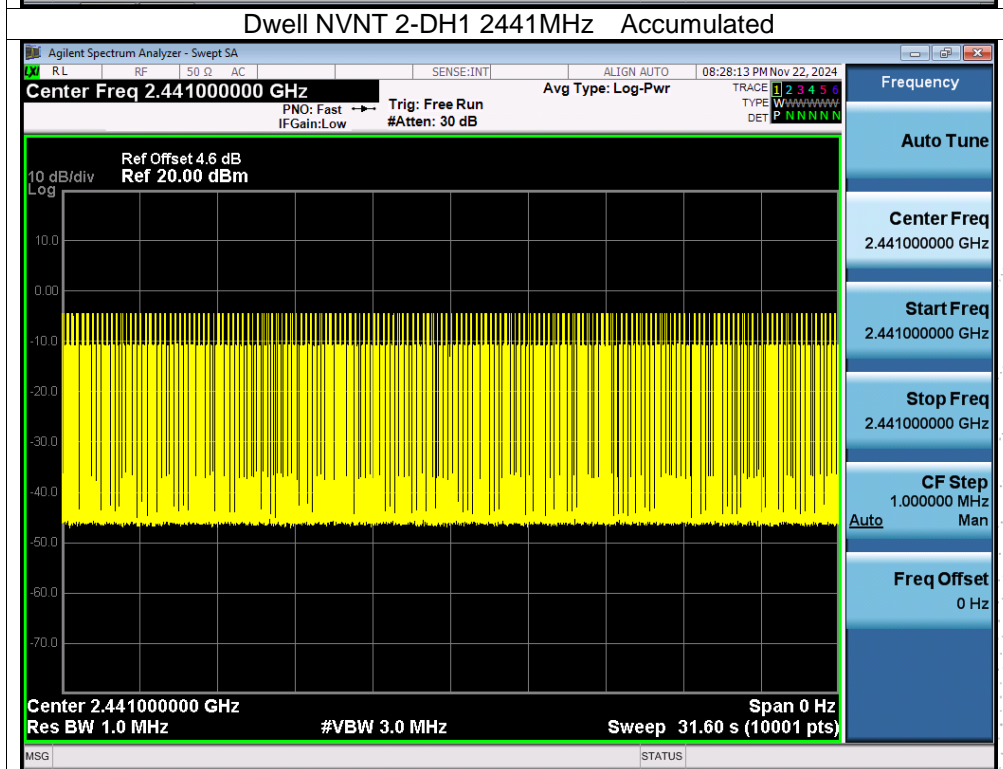 Dwell NVNT 2-DH1 2441MHz Accumulated
Agilent Spectrum Analyzer - Swept SA
LXI RL RF 50 Ω AC SENSE:INT ALIGN AUTO 08:28:13 PM Nov 22, 2024
Center Freq 2.441000000 GHz
PNO: Fast
IFGain:Low
Trig: Free Run
#Atten: 30 dB
Avg Type: Log-Pwr
TRACE 1 2 3 4 5 6
TYPE WWWWWWW
DET P N N N N N
Frequency
Auto Tune
Center Freq
2.441000000 GHz
Start Freq
2.441000000 GHz
Stop Freq
2.441000000 GHz
CF Step
1.000000 MHz
Auto Man
Freq Offset
0 Hz
Ref Offset 4.6 dB
10 dB/div Ref 20.00 dBm
Log
10.0
0.00
-10.0
-20.0
-30.0
-40.0
-50.0
-60.0
-70.0
Center 2.441000000 GHz Span 0 Hz
Res BW 1.0 MHz #VBW 3.0 MHz Sweep 31.60 s (10001 pts)
MSG STATUS